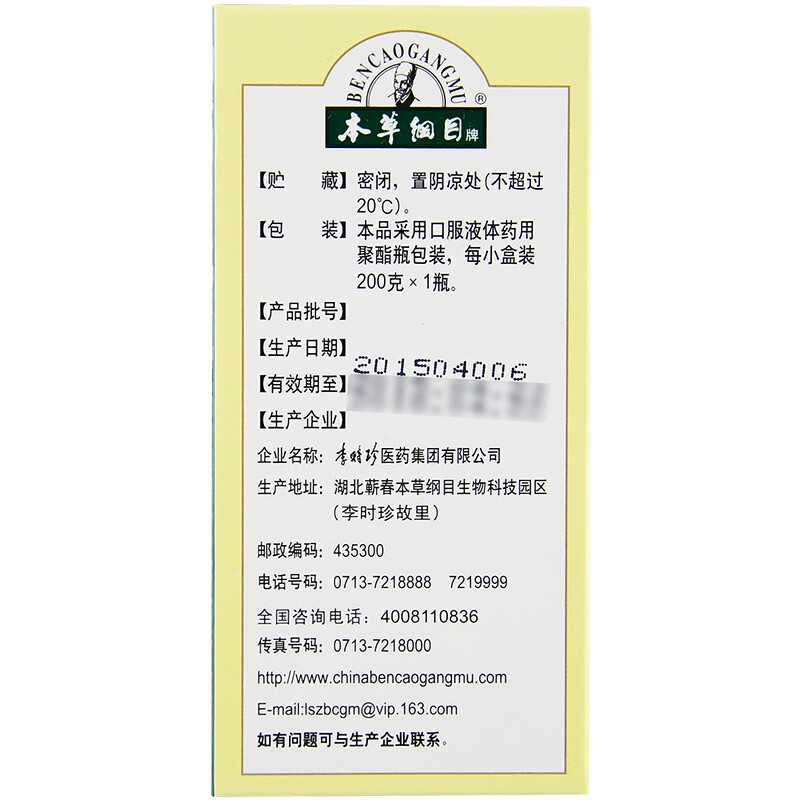 BENCAOGANGMU
®
本草纲目牌
【贮 藏】密闭，置阴凉处(不超过
20℃)。
【包 装】本品采用口服液体药用
聚酯瓶包装，每小盒装
200克×1瓶。
【产品批号】
【生产日期】
201504006
【有效期至】
【生产企业】
企业名称：李时珍医药集团有限公司
生产地址：湖北蕲春本草纲目生物科技园区
（李时珍故里）
邮政编码：435300
电话号码：0713-7218888 7219999
全国咨询电话：4008110836
传真号码：0713-7218000
http://www.chinabencaogangmu.com
E-mail:lszbcgm@vip.163.com
如有问题可与生产企业联系。